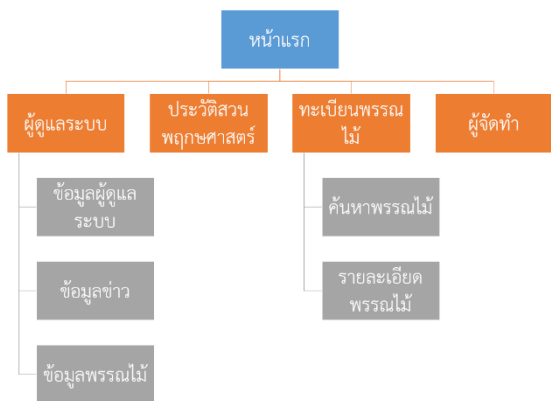 หน้าแรก
ผู้ดูแลระบบ
ประวัติสวน
พฤกษศาสตร์
ทะเบียนพรรณ
ไม้
ผู้จัดทำ
ข้อมูลผู้ดูแล
ระบบ
ข้อมูลข่าว
ข้อมูลพรรณไม้
ค้นหาพรรณไม้
รายละเอียด
พรรณไม้